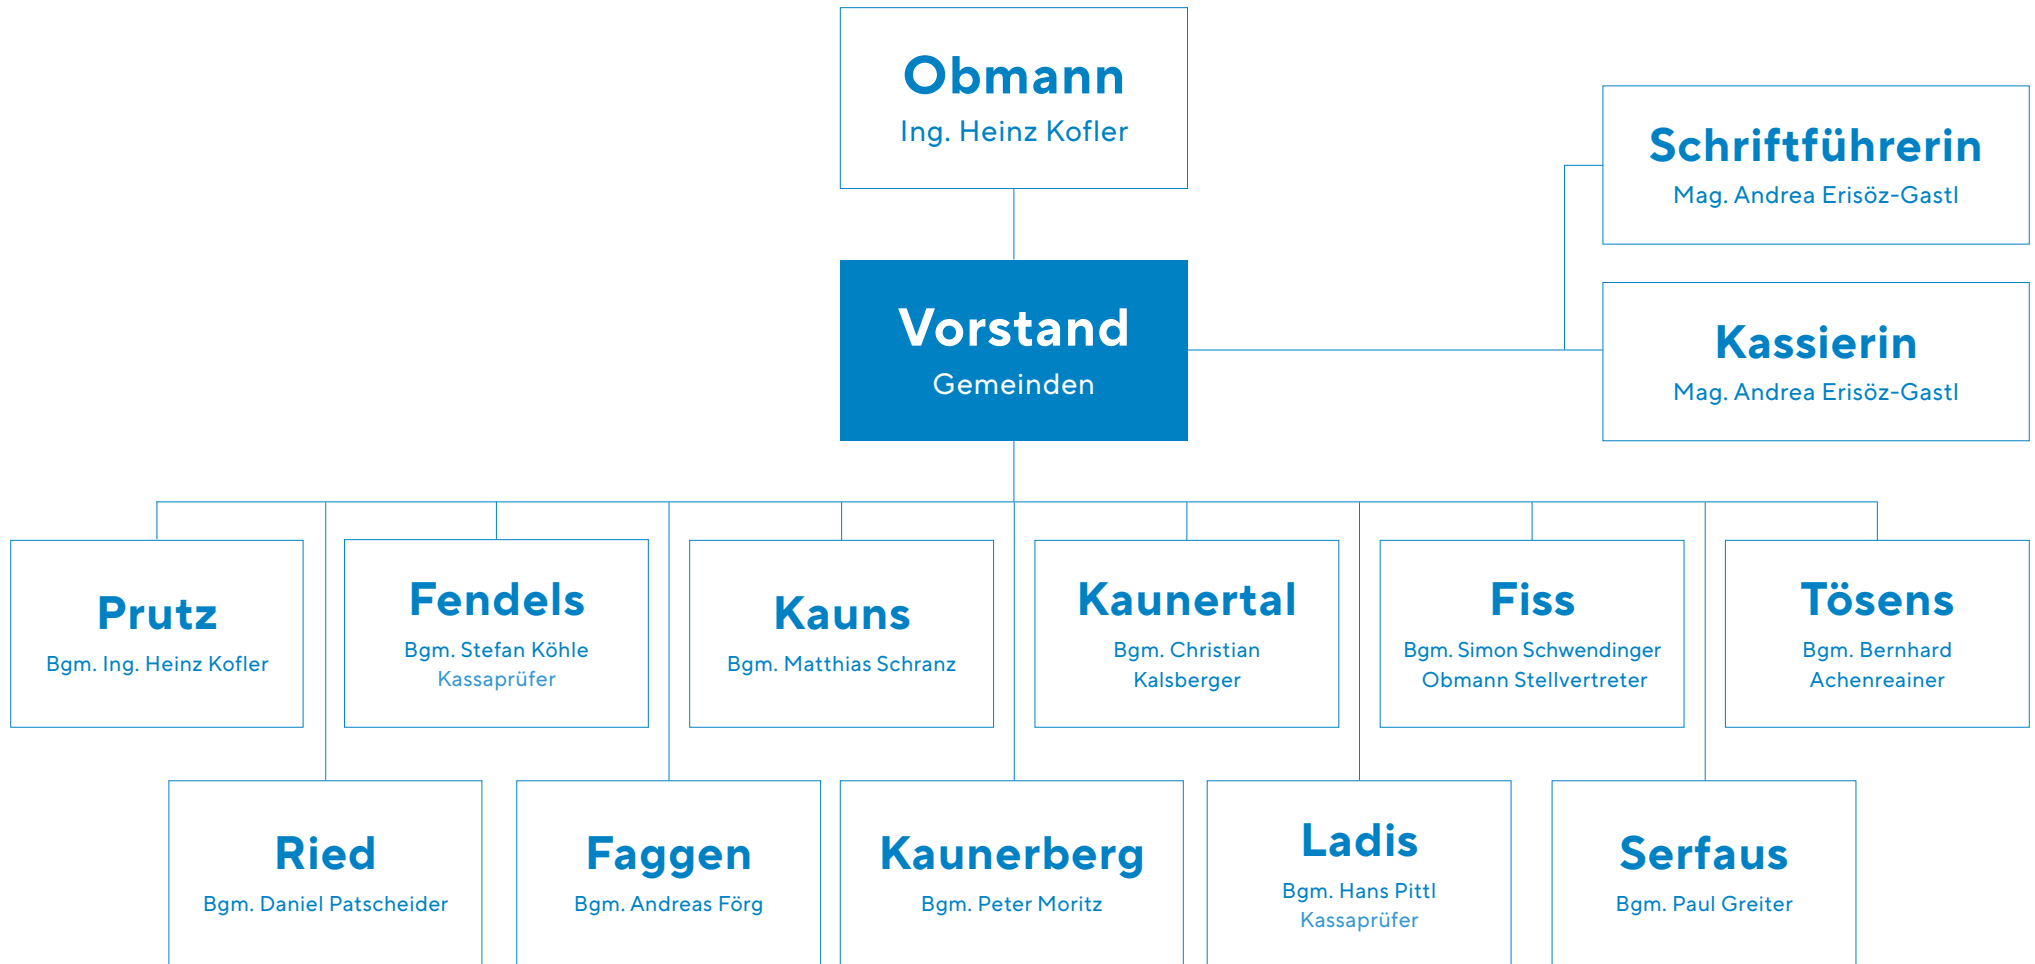 Obmann
Ing. Heinz Kofler
Schriftführerin
Mag. Andrea Erisöz-Gastl
Vorstand
Gemeinden
Kassierin
Mag. Andrea Erisöz-Gastl
Prutz
Bgm. Ing. Heinz Kofler
Fendels
Bgm. Stefan Köhle
Kassaprüfer
Kauns
Bgm. Matthias Schranz
Kaunertal
Bgm. Christian
Kalsberger
Fiss
Bgm. Simon Schwendinger
Obmann Stellvertreter
Tösens
Bgm. Bernhard
Achenreainer
Ried
Bgm. Daniel Patscheider
Faggen
Bgm. Andreas Förg
Kaunerberg
Bgm. Peter Moritz
Ladis
Bgm. Hans Pittl
Kassaprüfer
Serfaus
Bgm. Paul Greiter